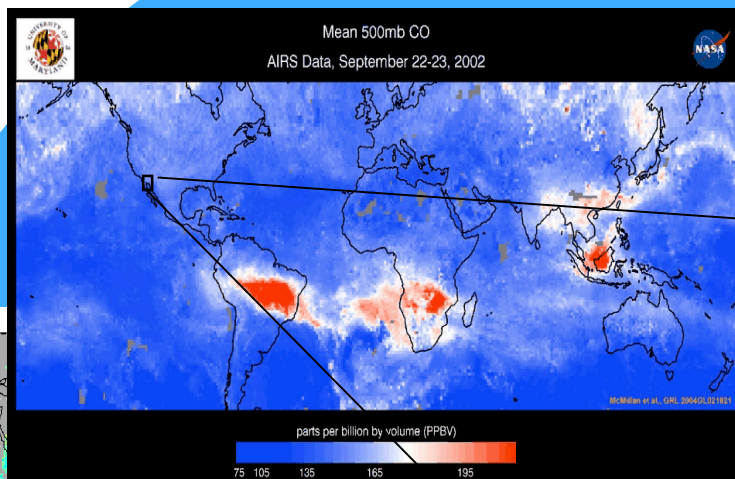 Mean 500mb CO
AIRS Data, September 22-23, 2002
UNIVERSITY OF
MARYLAND
NASA
McMillan et al., GRL 2004GL021821
parts per billion by volume (PPBV)
75 105 135 165 195